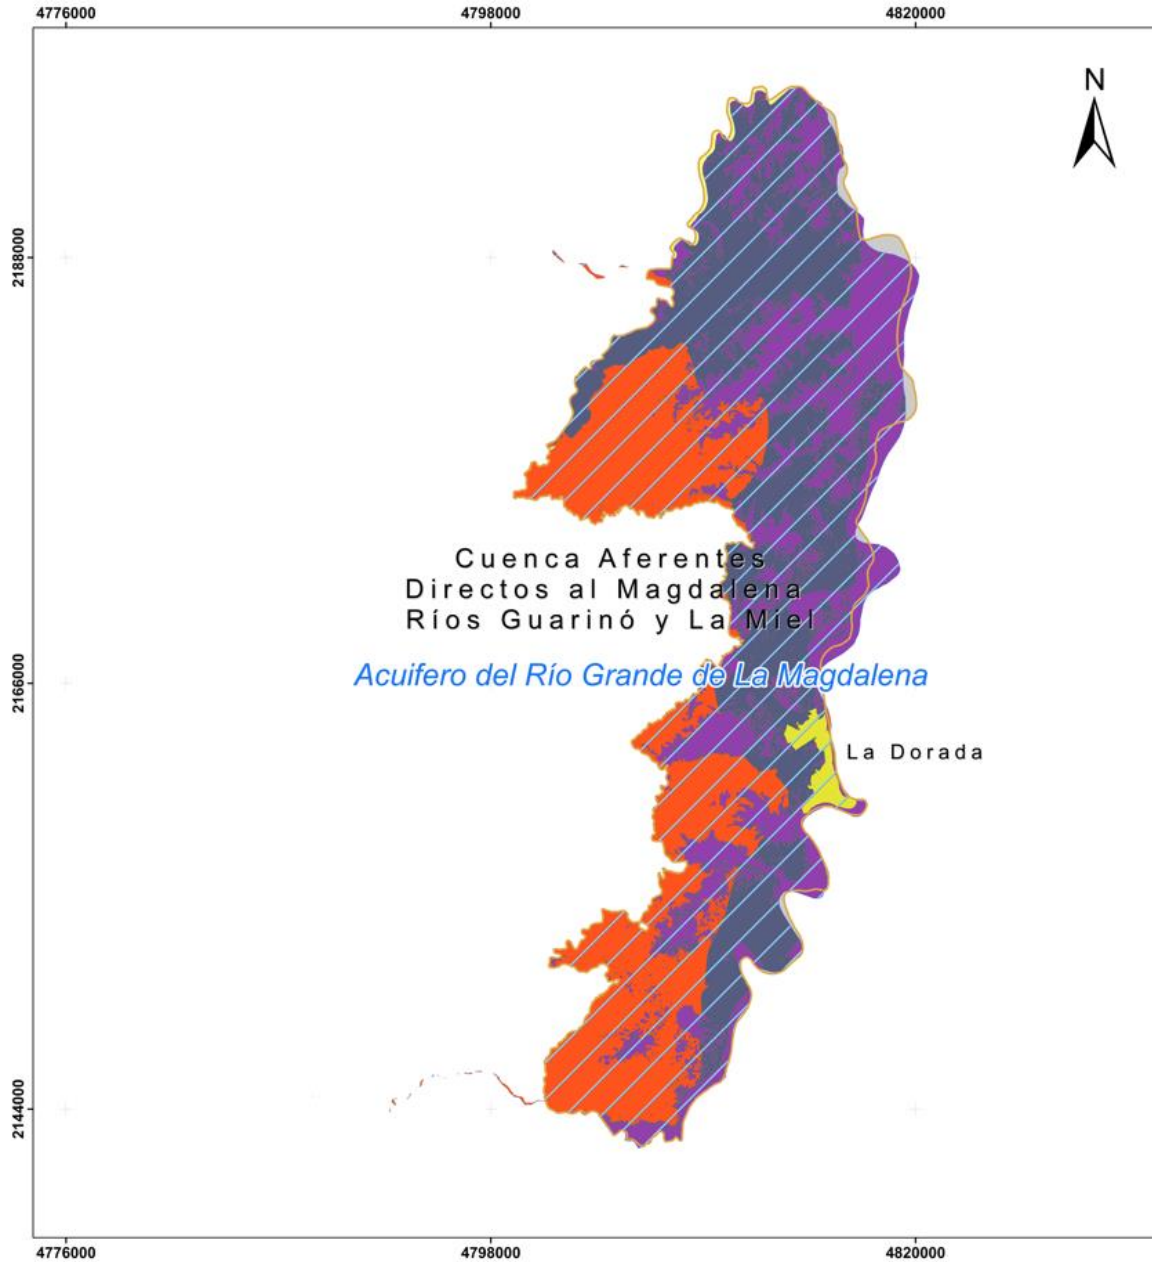 4776000 4798000 4820000
N
2188000
Cuenca Aferentes
Directos al Magdalena
Ríos Guarinó y La Miel
Acuifero del Río Grande de La Magdalena
2166000
La Dorada
2144000
4776000 4798000 4820000